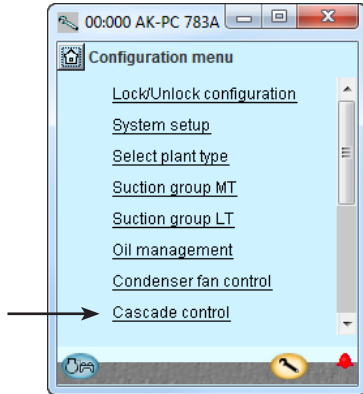 00:000 AK-PC 783A
Configuration menu
Lock/Unlock configuration
System setup
Select plant type
Suction group MT
Suction group LT
Oil management
Condenser fan control
Cascade control